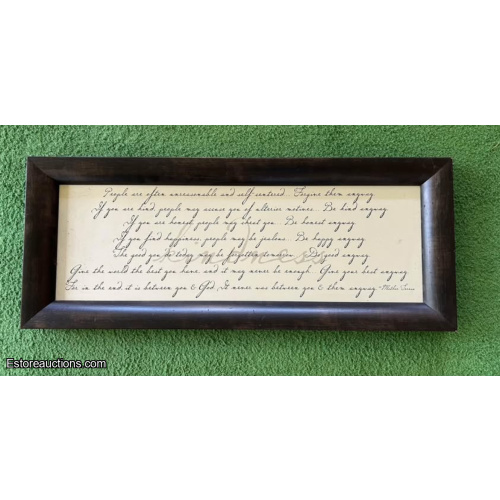 People are often unreasonable and self-centered. Forgive them anyway.
If you are kind, people may accuse you of ulterior motives. Be kind anyway.
If you are honest, people may cheat you. Be honest anyway.
If you find happiness, people may be jealous. Be happy anyway.
The good you do today may be forgotten tomorrow. Do good anyway.
Give the world the best you have and it may never be enough. Give your best anyway.
For in the end, it is between you & God. It never was between you & them anyway. -Mother Teresa
Kindness
Estoreauctions.com